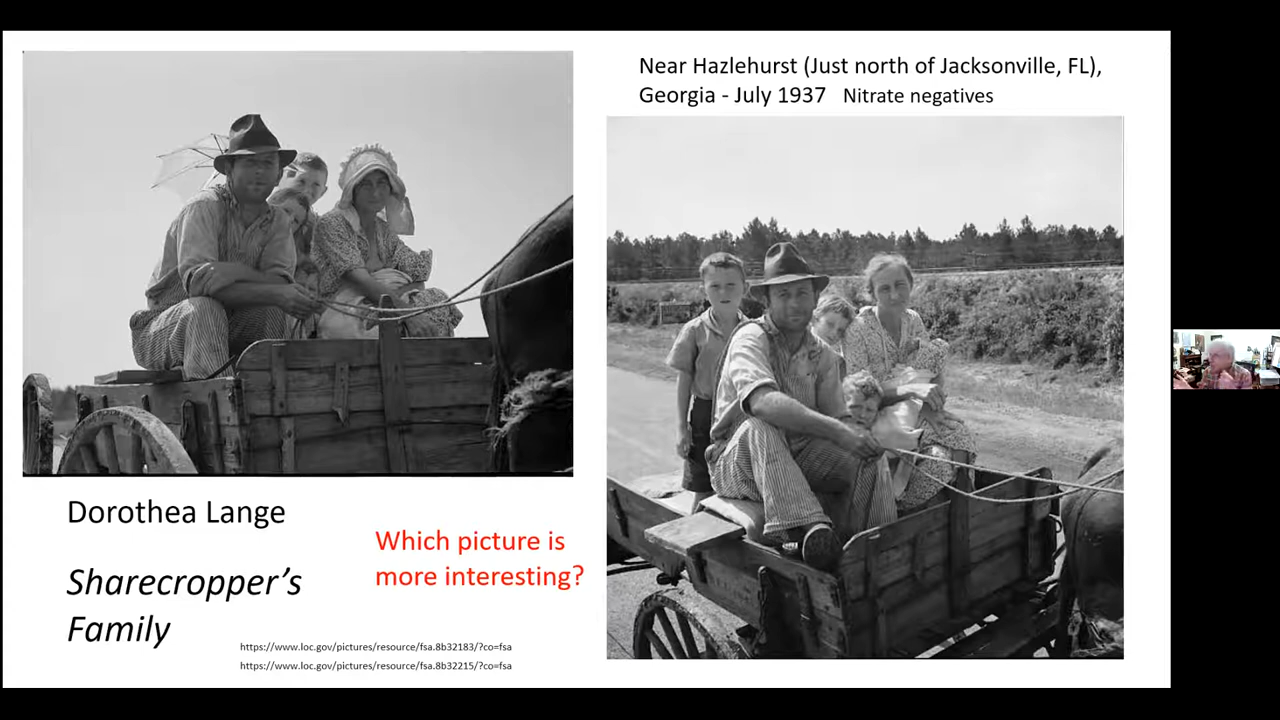 Near Hazlehurst (Just north of Jacksonville, FL),
Georgia - July 1937 Nitrate negatives
Dorothea Lange
Sharecropper’s
Family
Which picture is
more interesting?
https://www.loc.gov/pictures/resource/fsa.8b32183/?co=fsa
https://www.loc.gov/pictures/resource/fsa.8b32215/?co=fsa